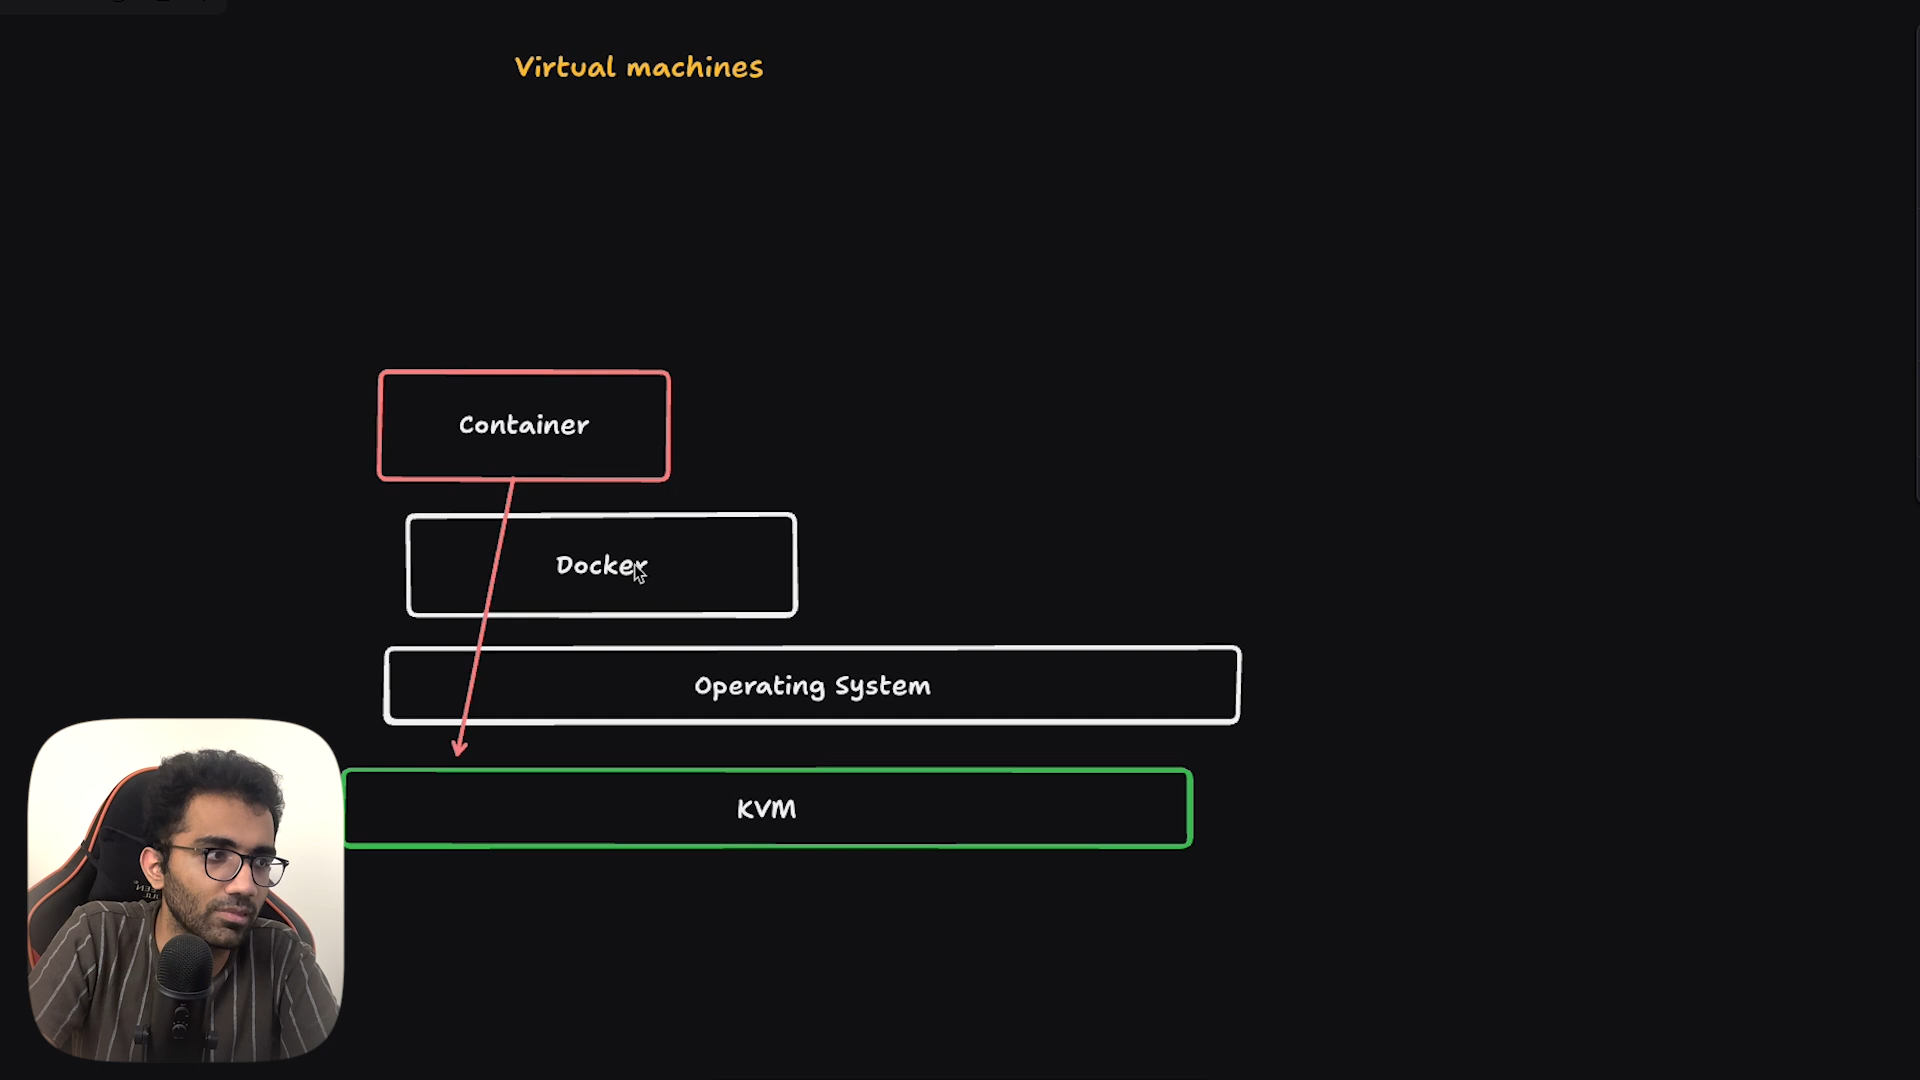 Virtual machines
Container
Docker
Operating System
KVM